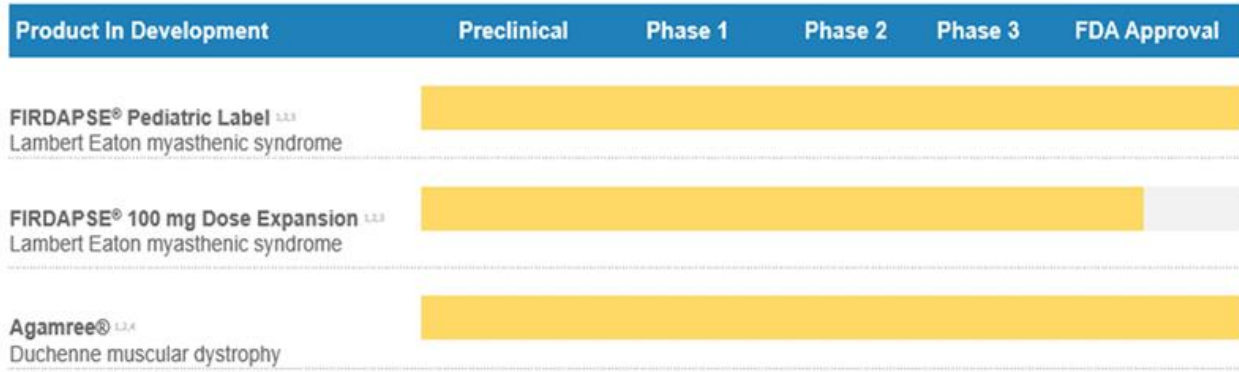 Product In Development Preclinical Phase 1 Phase 2 Phase 3 FDA Approval
FIRDAPSE® Pediatric Label
Lambert Eaton myasthenic syndrome
FIRDAPSE® 100 mg Dose Expansion
Lambert Eaton myasthenic syndrome
Agamree®
Duchenne muscular dystrophy